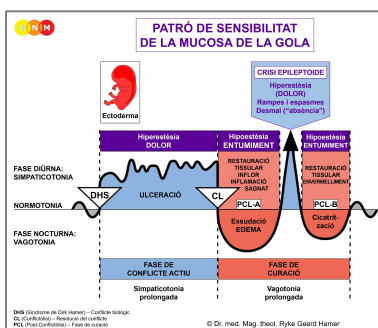 GNM
PATRÓ DE SENSIBILITAT
DE LA MUCOSA DE LA GOLA
CRISI EPILEPTOIDE
Hiperestèsia
(DOLOR)
Rampes i espasmes
Desmai ("absència")
Ectoderma
Hiperestèsia
DOLOR
Hipoestèsia
ENTUMIMENT
Hipoestèsia
ENTUMIMENT
FASE DIÜRNA:
SIMPATICOTONIA
RESTAURACIÓ
TISSULAR
INFLOR
INFLAMACIÓ
SAGNAT
RESTAURACIÓ
TISSULAR
ENVERMELLIMENT
DHS
ULCERACIÓ
CL
NORMOTONIA
PCL-A
PCL-B
FASE NOCTURNA:
VAGOTONIA
Exsudació
EDEMA
Cicatrit-
zació
FASE DE
CONFLICTE ACTIU
FASE DE
CURACIÓ
Simpaticotonia
prolongada
Vagotonia
prolongada
DHS (Síndrome de Dirk Hamer) – Conflicte biològic
CL (Conflictòlisi) – Resolució del conflicte
PCL (Post-Conflictòlisi) – Fase de curació
© Dr. med. Mag. theol. Ryke Geerd Hamer